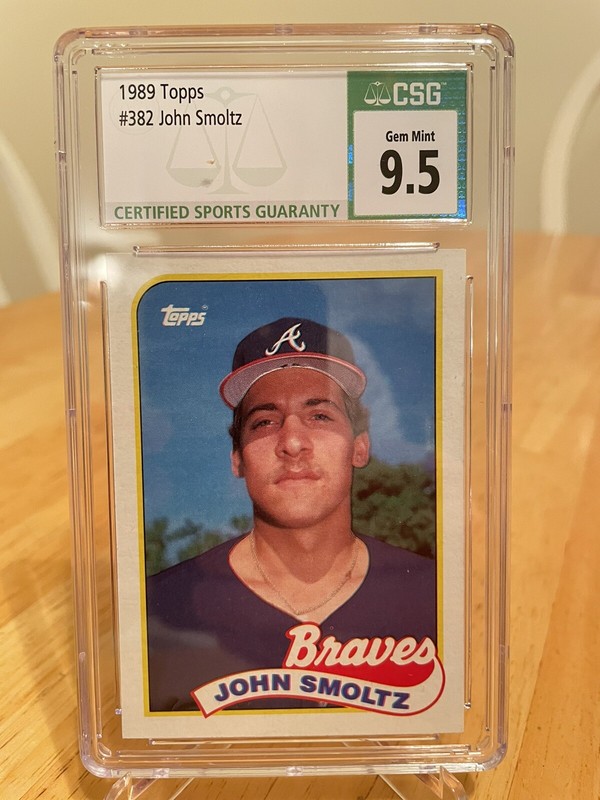 1989 Topps
#382 John Smoltz
CSG
Gem Mint
9.5
CERTIFIED SPORTS GUARANTY
topps
A
Braves
JOHN SMOLTZ